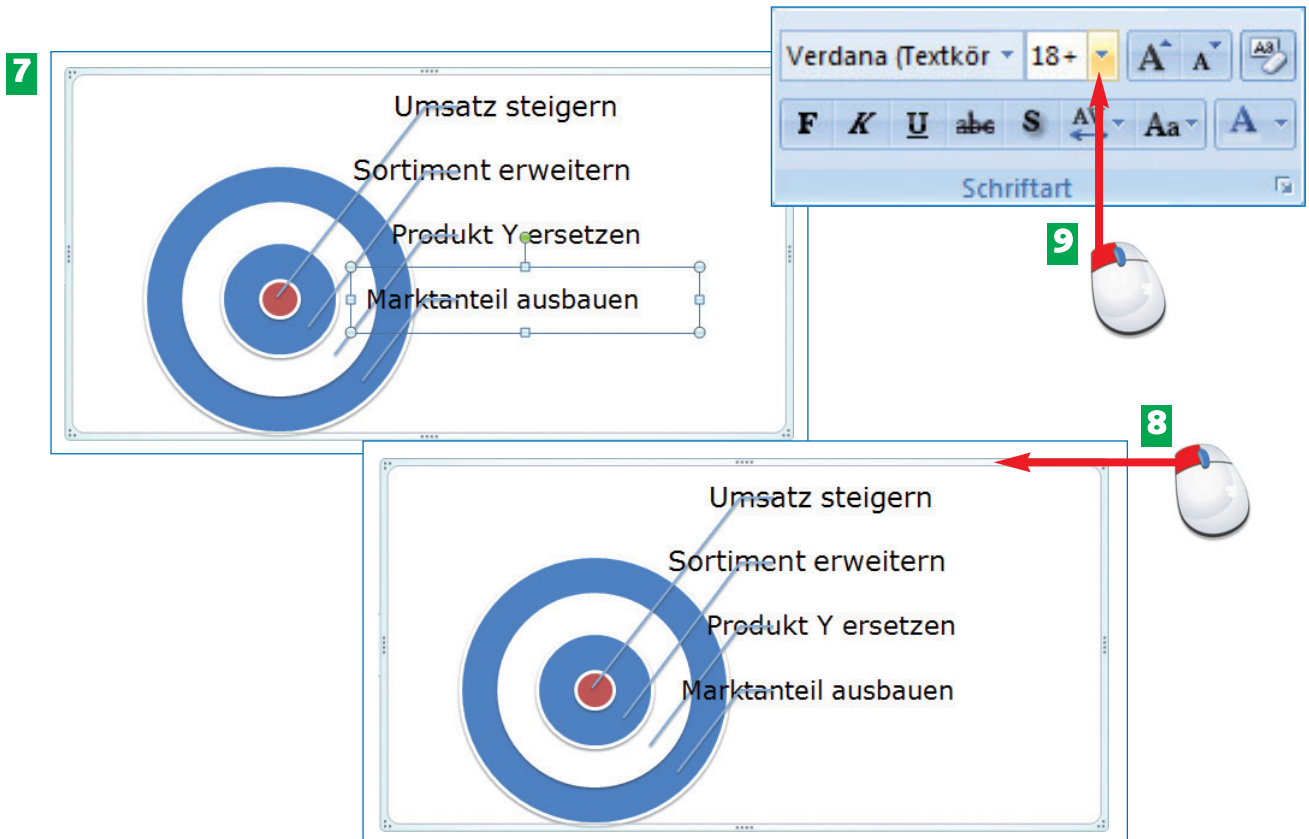 7
Umsatz steigern
Sortiment erweitern
Produkt Y ersetzen
Marktanteil ausbauen
Verdana (Textkör
18+
A A Aa
F K U abc S AV Aa A
Schriftart
9
8
Umsatz steigern
Sortiment erweitern
Produkt Y ersetzen
Marktanteil ausbauen